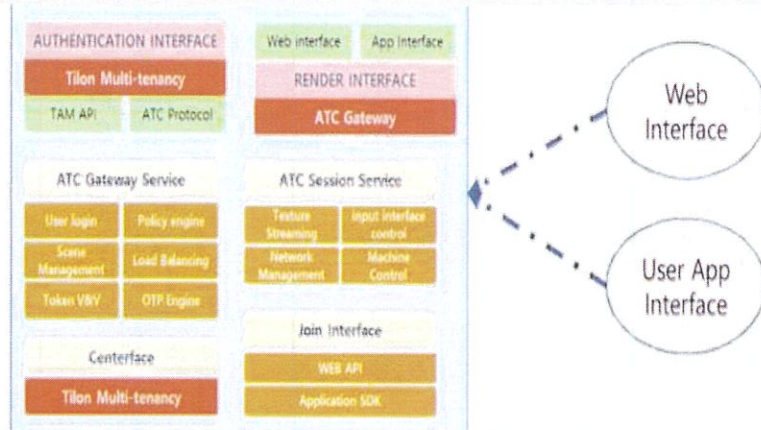 AUTHENTICATION INTERFACE
Tilon Multi-tenancy
TAM API
ATC Protocol
Web interface
App Interface
RENDER INTERFACE
ATC Gateway
ATC Gateway Service
User login
Policy engine
Scene
Management
Load Balancing
Token V&V
OTP Engine
Centerface
Tilon Multi-tenancy
ATC Session Service
Texture
Streaming
input interface
control
Network
Management
Machine
Control
Join Interface
WEB API
Application SDK
Web
Interface
User App
Interface